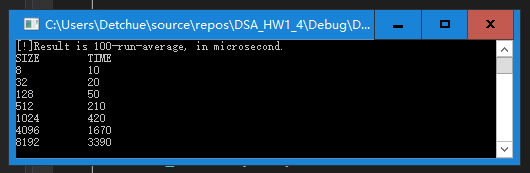 C:\Users\Detchue\source\repos\DSA_HW1_4\Debug\D...
[!]Result is 100-run-average, in microsecond.
SIZE TIME
8 10
32 20
128 50
512 210
1024 420
4096 1670
8192 3390